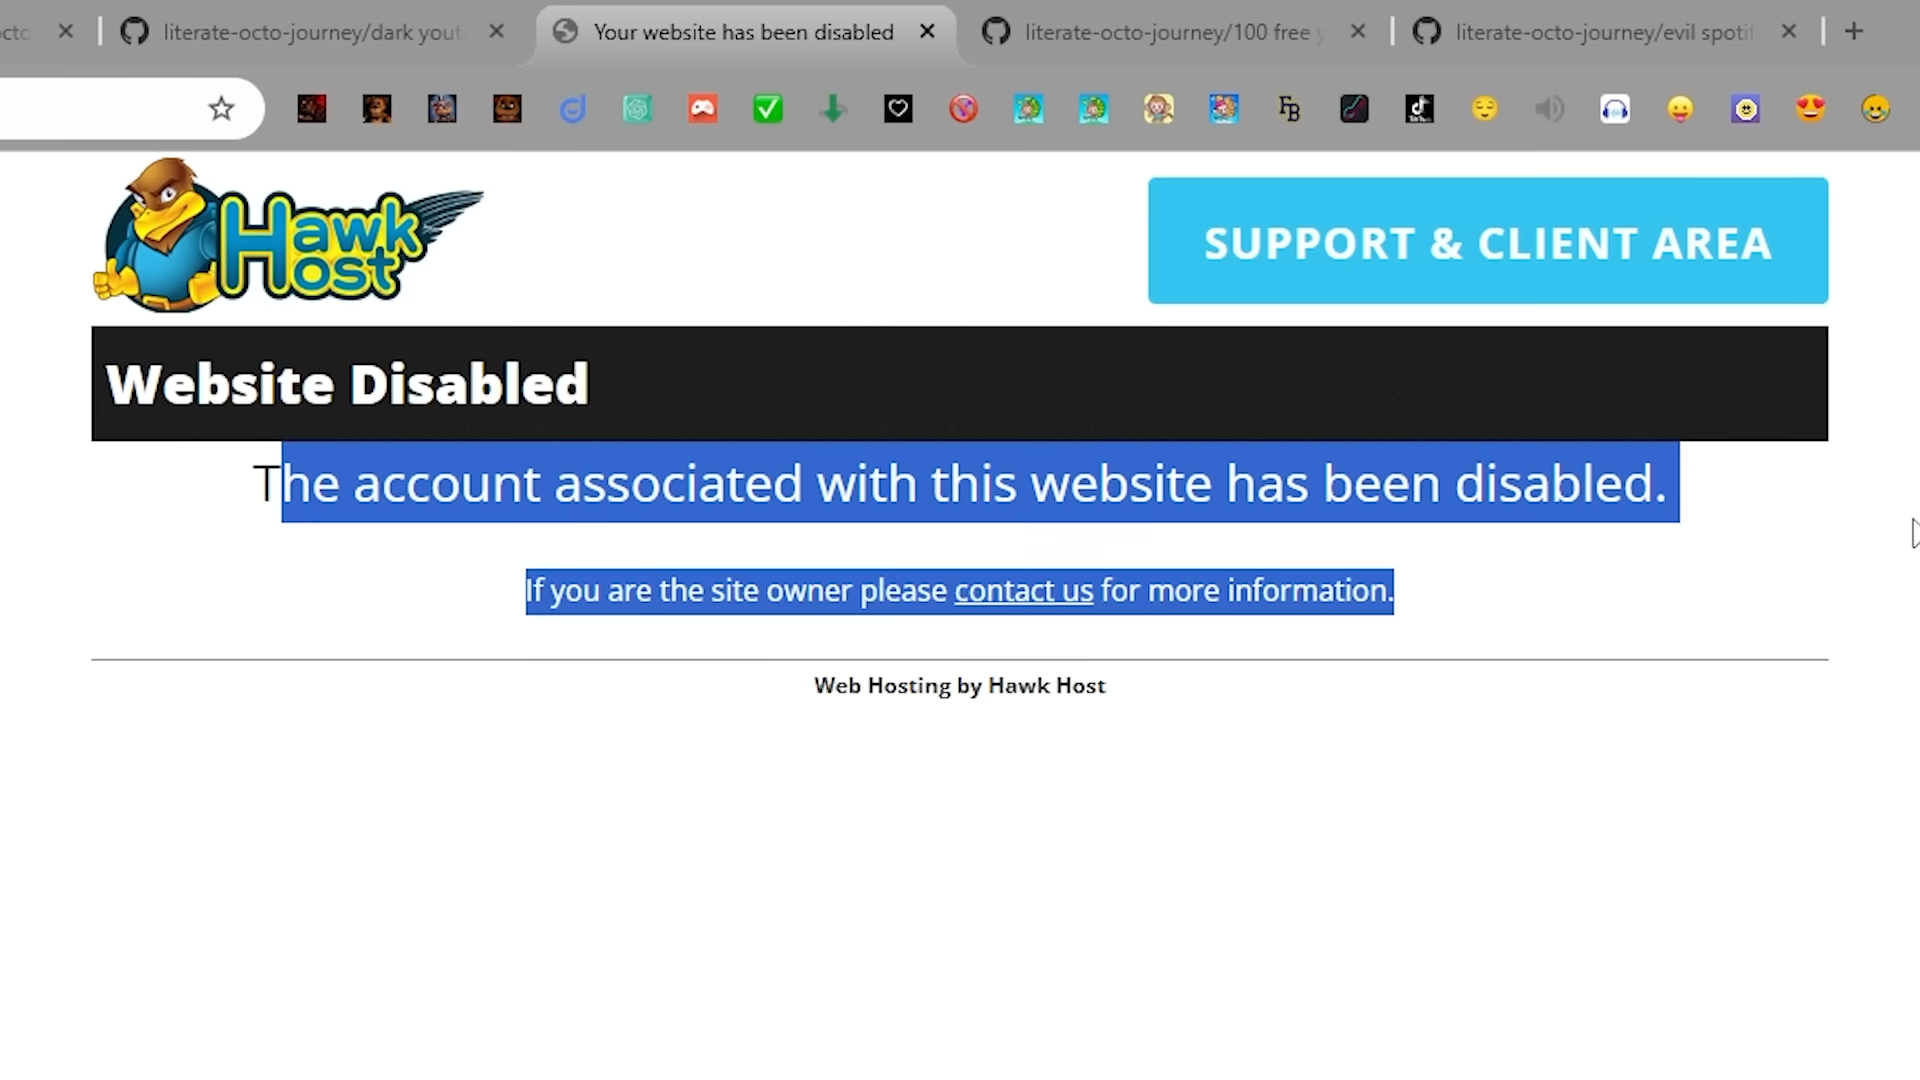 octo
literate-octo-journey/dark yout
Your website has been disabled
literate-octo-journey/100 free y
literate-octo-journey/evil spotif
Hawk
Host
SUPPORT & CLIENT AREA
Website Disabled
The account associated with this website has been disabled.
If you are the site owner please contact us for more information.
Web Hosting by Hawk Host